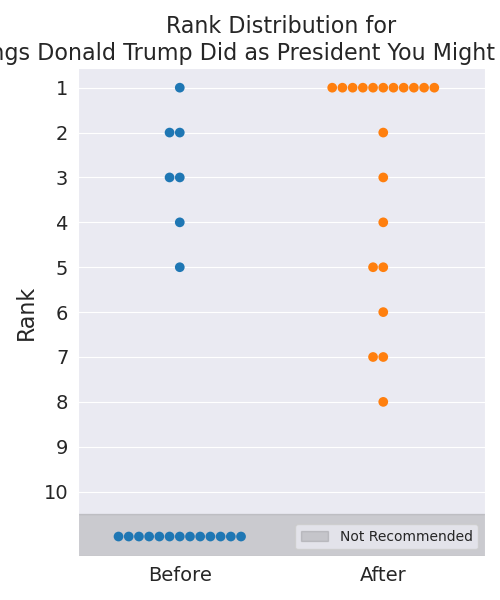 Rank Distribution for
Donald Trump Did as President You Might
1
2
3
4
5
6
7
8
9
10
Rank
Not Recommended
Before
After